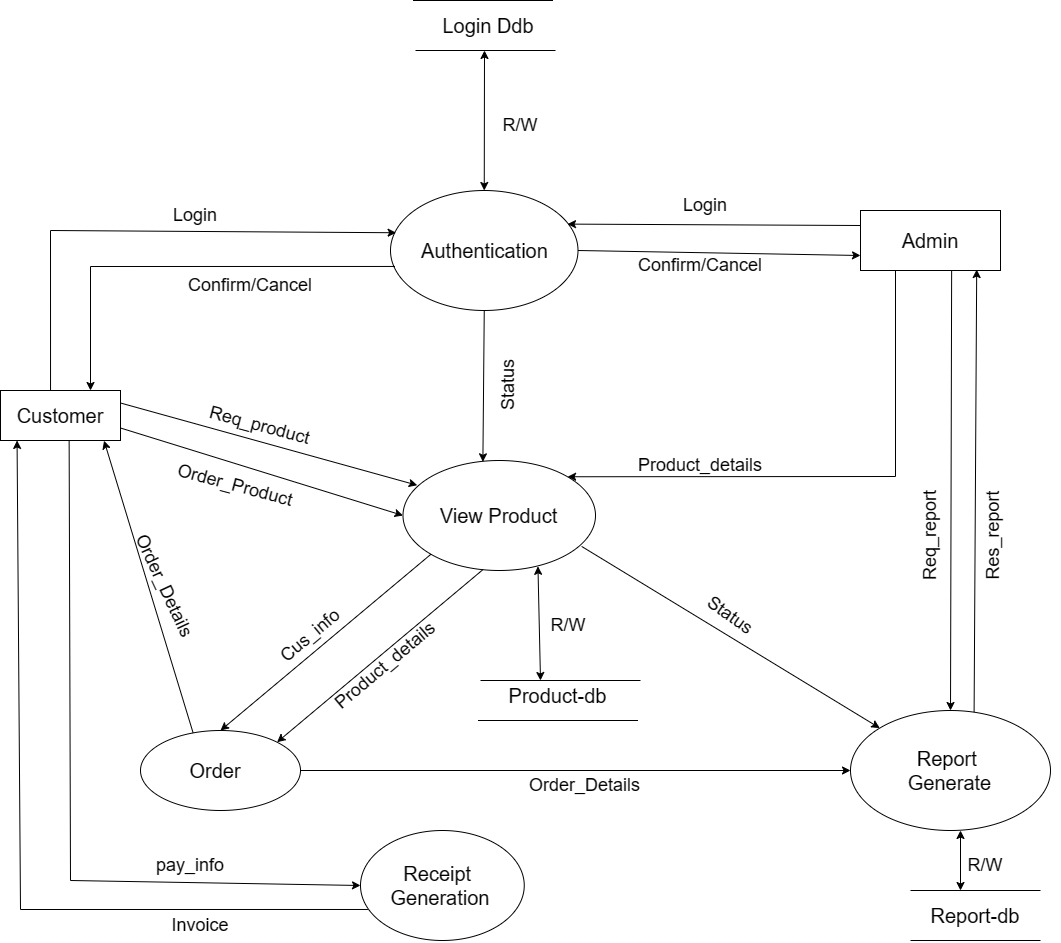 Login Ddb
R/W
Login
Login
Authentication
Admin
Confirm/Cancel
Confirm/Cancel
Status
Customer
Req_product
Order_Product
Product_details
View Product
Req_report
Res_report
Order_Details
Cus_info
Product_details
R/W
Status
Product-db
Order
Report
Generate
Order_Details
pay_info
Receipt
Generation
R/W
Invoice
Report-db